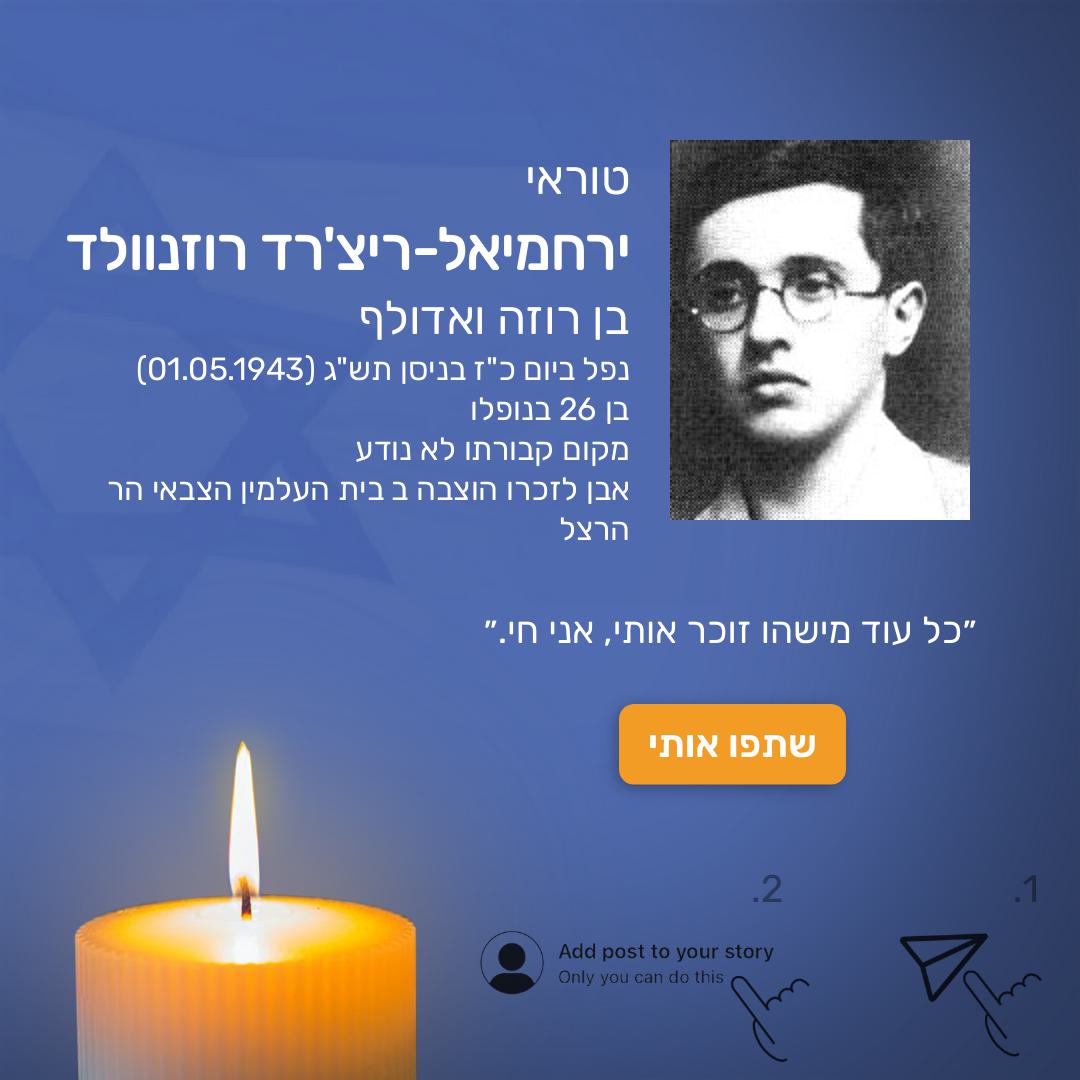 טוראי
ירחמיאל-ריצ'רד רוזנוולד
בן רוזה ואדולף
נפל ביום כ"ז בניסן תש"ג (01.05.1943)
בן 26 בנופלו
מקום קבורתו לא נודע
אבן לזכרו הוצבה ב בית העלמין הצבאי הר
הרצל
״כל עוד מישהו זוכר אותי, אני חי.״
שתפו אותי
1.
2.
Add post to your story
Only you can do this